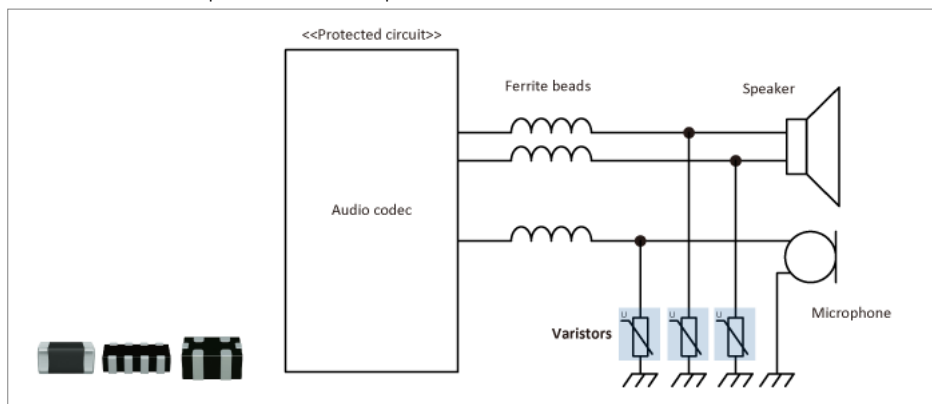 <<Protected circuit>>
Ferrite beads
Speaker
Audio codec
Microphone
Varistors
U
U
U